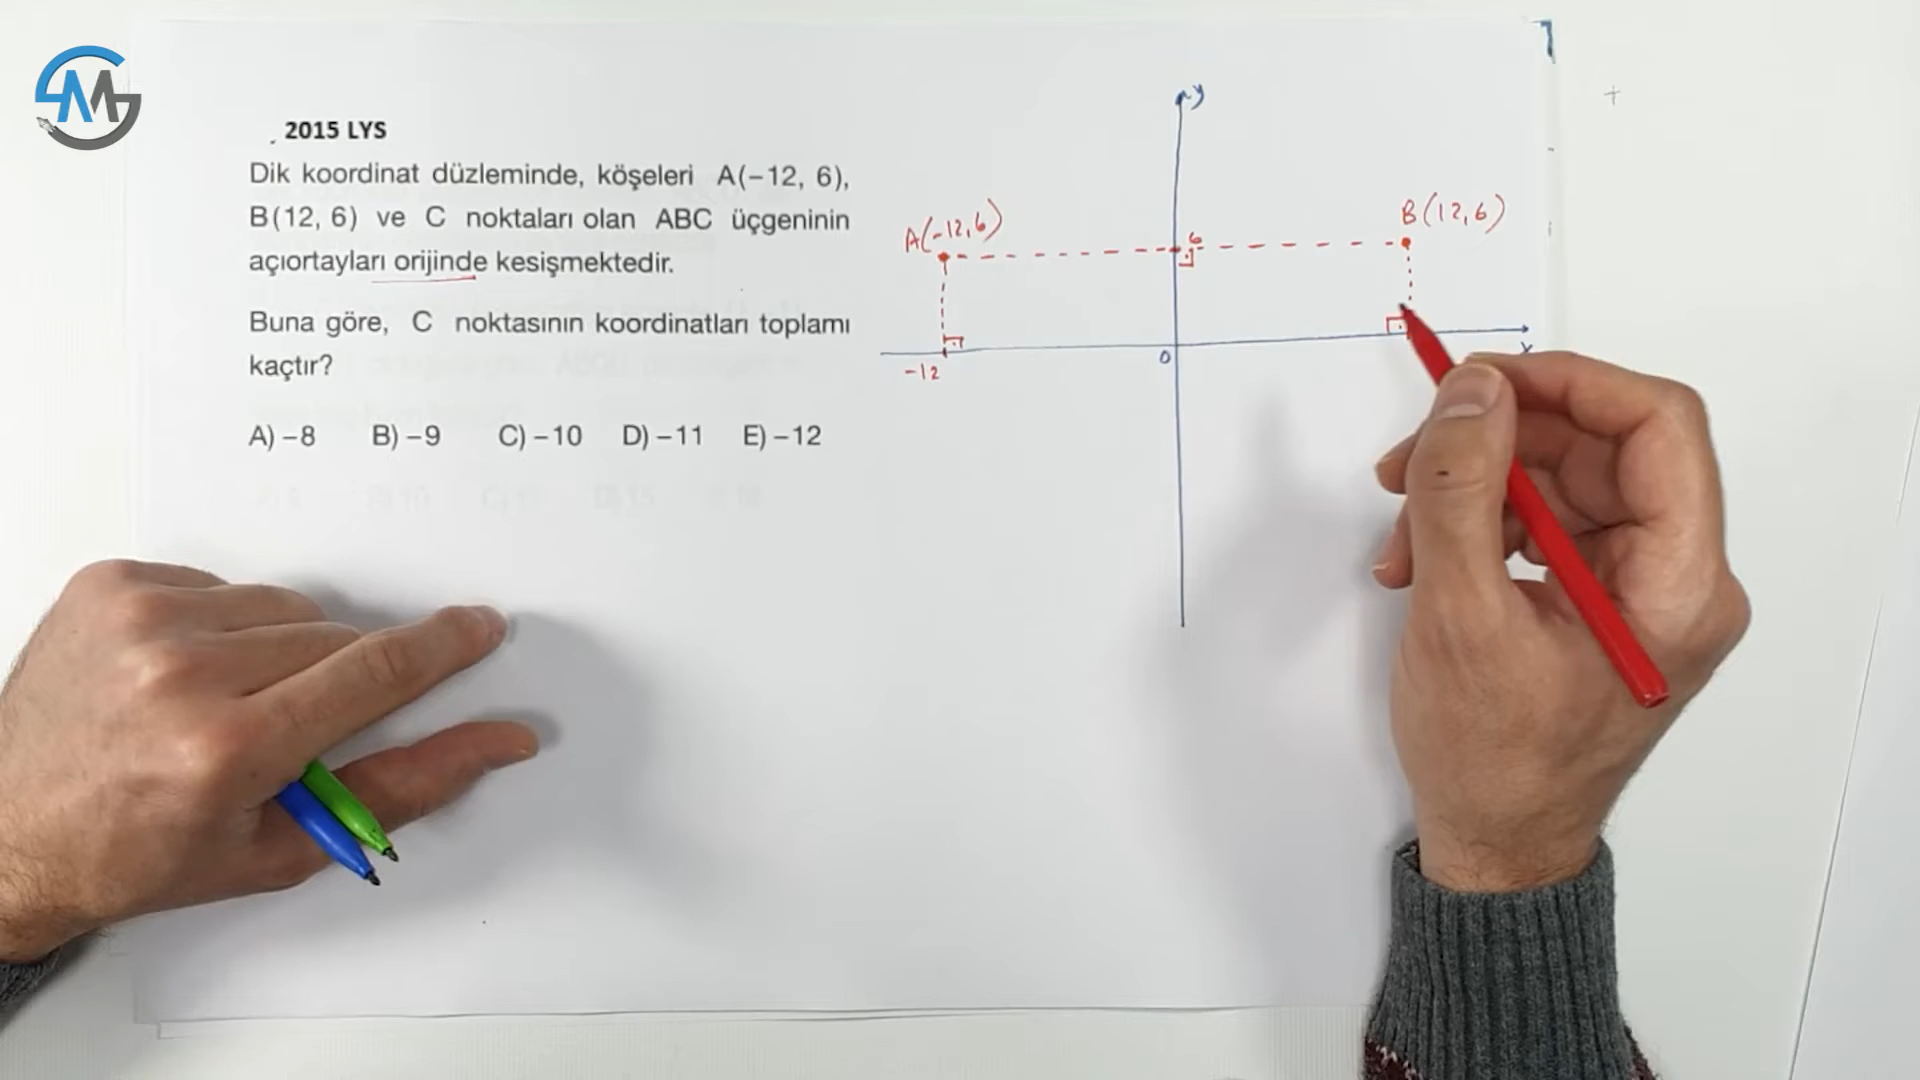 SMG
2015 LYS
Dik koordinat düzleminde, köşeleri A(−12, 6),
B(12, 6) ve C noktaları olan ABC üçgeninin
açıortayları orijinde kesişmektedir.
Buna göre, C noktasının koordinatları toplamı
kaçtır?
A) −8 B) −9 C) −10 D) −11 E) −12
y
A(-12,6)
6
B(12,6)
-12
0
x